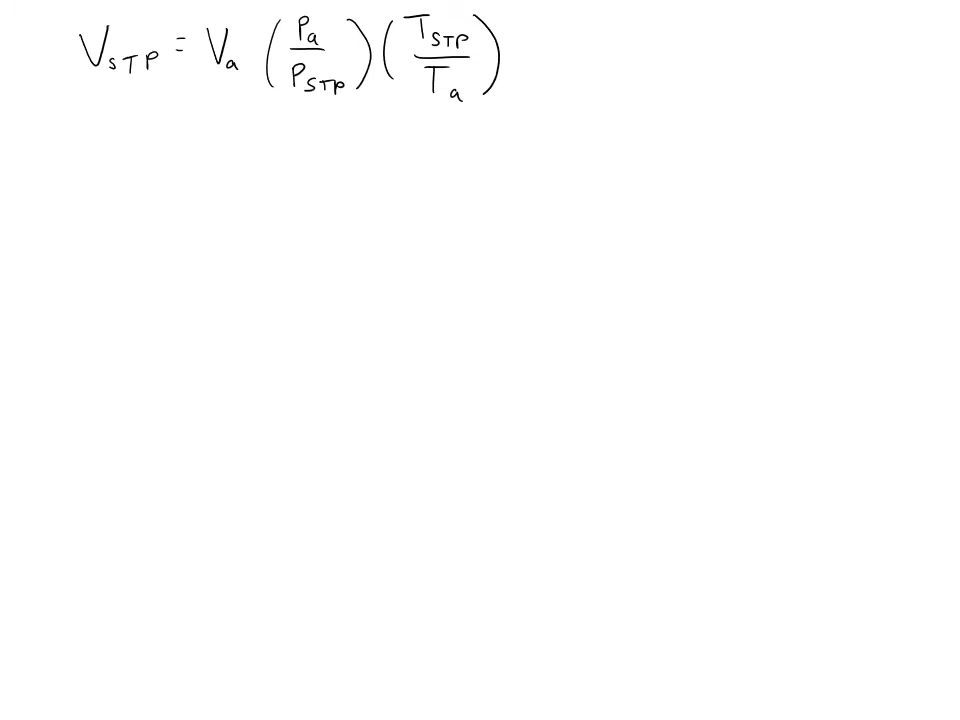 V_STP = V_a (P_a / P_STP) (T_STP / T_a)